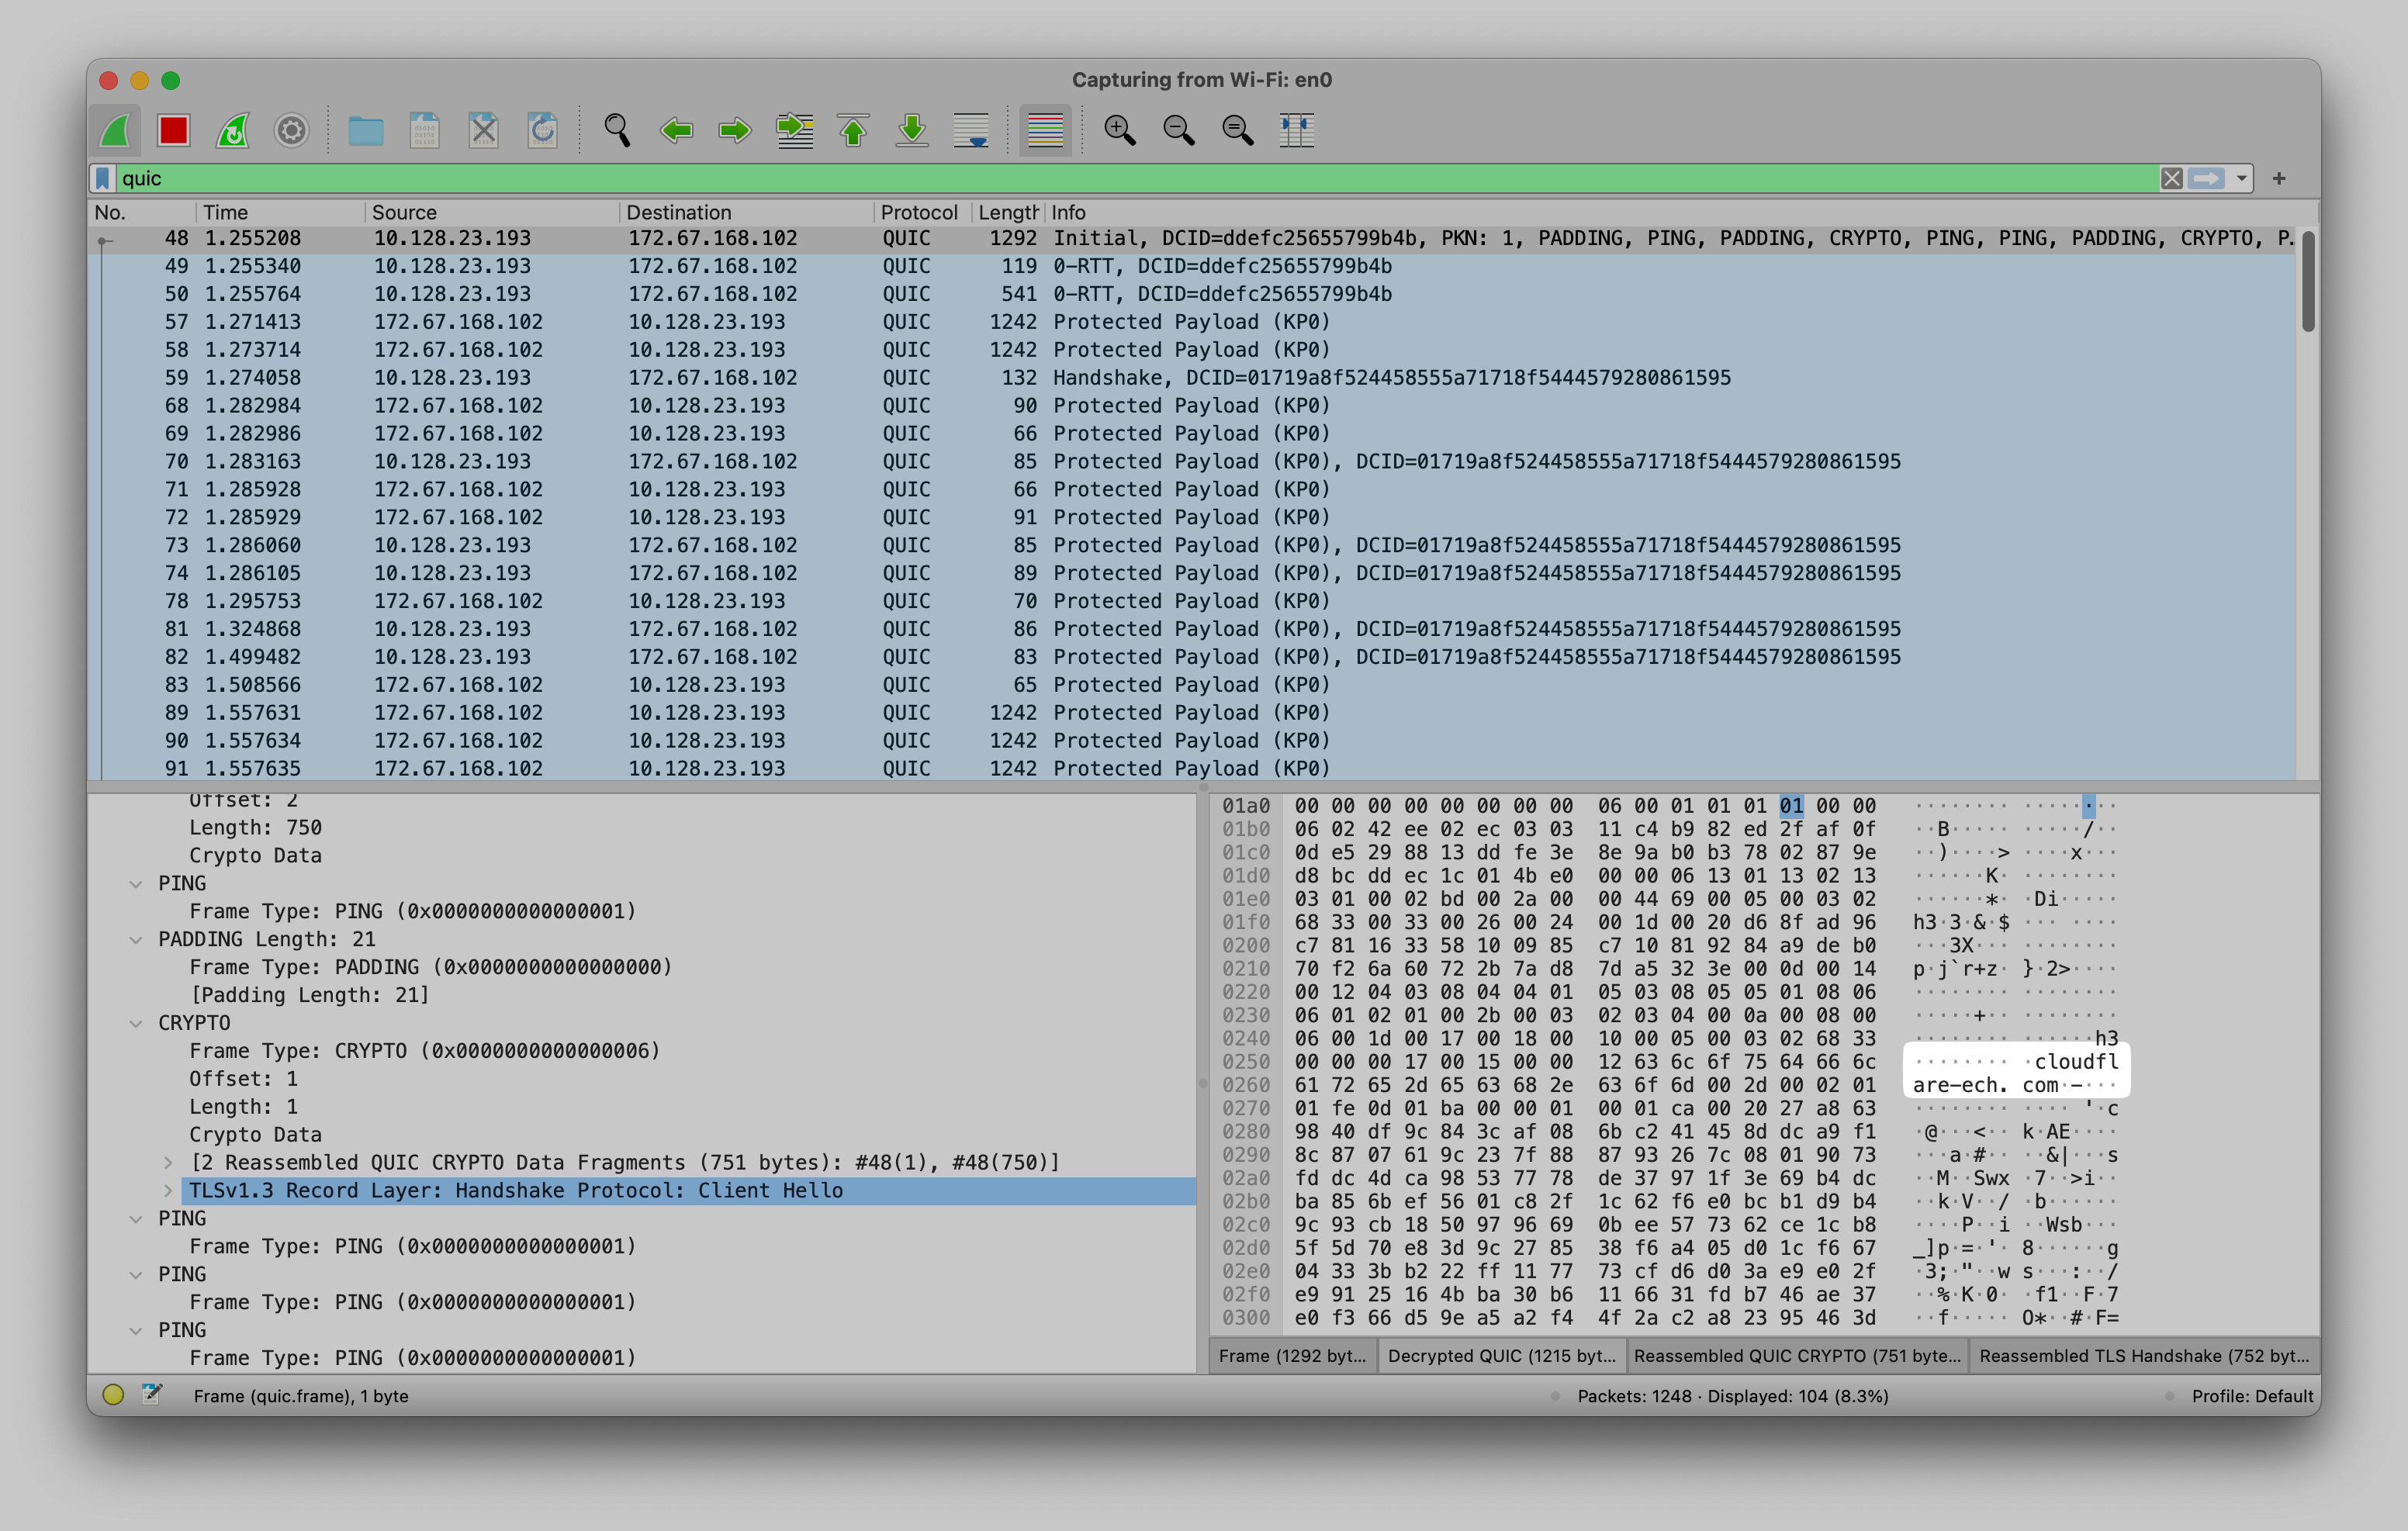 Capturing from Wi-Fi: en0
quic
No. Time Source Destination Protocol Length Info
48 1.255208 10.128.23.193 172.67.168.102 QUIC 1292 Initial, DCID=ddefc25655799b4b, PKN: 1, PADDING, PING, PADDING, CRYPTO, PING, PING, PADDING, CRYPTO, P…
49 1.255340 10.128.23.193 172.67.168.102 QUIC 119 0-RTT, DCID=ddefc25655799b4b
50 1.255764 10.128.23.193 172.67.168.102 QUIC 541 0-RTT, DCID=ddefc25655799b4b
57 1.271413 172.67.168.102 10.128.23.193 QUIC 1242 Protected Payload (KP0)
58 1.273714 172.67.168.102 10.128.23.193 QUIC 1242 Protected Payload (KP0)
59 1.274058 10.128.23.193 172.67.168.102 QUIC 132 Handshake, DCID=01719a8f524458555a71718f5444579280861595
68 1.282984 172.67.168.102 10.128.23.193 QUIC 90 Protected Payload (KP0)
69 1.282986 172.67.168.102 10.128.23.193 QUIC 66 Protected Payload (KP0)
70 1.283163 10.128.23.193 172.67.168.102 QUIC 85 Protected Payload (KP0), DCID=01719a8f524458555a71718f5444579280861595
71 1.285928 172.67.168.102 10.128.23.193 QUIC 66 Protected Payload (KP0)
72 1.285929 172.67.168.102 10.128.23.193 QUIC 91 Protected Payload (KP0)
73 1.286060 10.128.23.193 172.67.168.102 QUIC 85 Protected Payload (KP0), DCID=01719a8f524458555a71718f5444579280861595
74 1.286105 10.128.23.193 172.67.168.102 QUIC 89 Protected Payload (KP0), DCID=01719a8f524458555a71718f5444579280861595
78 1.295753 172.67.168.102 10.128.23.193 QUIC 70 Protected Payload (KP0)
81 1.324868 10.128.23.193 172.67.168.102 QUIC 86 Protected Payload (KP0), DCID=01719a8f524458555a71718f5444579280861595
82 1.499482 10.128.23.193 172.67.168.102 QUIC 83 Protected Payload (KP0), DCID=01719a8f524458555a71718f5444579280861595
83 1.508566 172.67.168.102 10.128.23.193 QUIC 65 Protected Payload (KP0)
89 1.557631 172.67.168.102 10.128.23.193 QUIC 1242 Protected Payload (KP0)
90 1.557634 172.67.168.102 10.128.23.193 QUIC 1242 Protected Payload (KP0)
91 1.557635 172.67.168.102 10.128.23.193 QUIC 1242 Protected Payload (KP0)
Offset: 2
Length: 750
Crypto Data
PING
Frame Type: PING (0x0000000000000001)
PADDING Length: 21
Frame Type: PADDING (0x0000000000000000)
[Padding Length: 21]
CRYPTO
Frame Type: CRYPTO (0x0000000000000006)
Offset: 1
Length: 1
Crypto Data
[2 Reassembled QUIC CRYPTO Data Fragments (751 bytes): #48(1), #48(750)]
TLSv1.3 Record Layer: Handshake Protocol: Client Hello
PING
Frame Type: PING (0x0000000000000001)
PING
Frame Type: PING (0x0000000000000001)
PING
Frame Type: PING (0x0000000000000001)
01a0 00 00 00 00 00 00 00 00 06 00 01 01 01 01 00 00 ········ ········
01b0 06 02 42 ee 02 ec 03 03 11 c4 b9 82 ed 2f af 0f ··B····· ·····/··
01c0 0d e5 29 88 13 dd fe 3e 8e 9a b0 b3 78 02 87 9e ··)····> ····x···
01d0 d8 bc dd ec 1c 01 4b e0 00 00 06 13 01 13 02 13 ······K· ········
01e0 03 01 00 02 bd 00 2a 00 00 44 69 00 05 00 03 02 ······*· ·Di·····
01f0 68 33 00 33 00 26 00 24 00 1d 00 20 d6 8f ad 96 h3·3·&·$ ··· ····
0200 c7 81 16 33 58 10 09 85 c7 10 81 92 84 a9 de b0 ···3X··· ········
0210 70 f2 6a 60 72 2b 7a d8 7d a5 32 3e 00 0d 00 14 p·j`r+z· }·2>····
0220 00 12 04 03 08 04 04 01 05 03 08 05 05 01 08 06 ········ ········
0230 06 01 02 01 00 2b 00 03 02 03 04 00 0a 00 08 00 ·····+·· ········
0240 06 00 1d 00 17 00 18 00 10 00 05 00 03 02 68 33 ········ ······h3
0250 00 00 00 17 00 15 00 00 12 63 6c 6f 75 64 66 6c ········ ·cloudfl
0260 61 72 65 2d 65 63 68 2e 63 6f 6d 00 2d 00 02 01 are-ech. com·-···
0270 01 fe 0d 01 ba 00 00 01 00 01 ca 00 20 27 a8 63 ········ ···· '·c
0280 98 40 df 9c 84 3c af 08 6b c2 41 45 8d dc a9 f1 ·@···<·· k·AE····
0290 8c 87 07 61 9c 23 7f 88 87 93 26 7c 08 01 90 73 ···a·#·· ··&|···s
02a0 fd dc 4d ca 98 53 77 78 de 37 97 1f 3e 69 b4 dc ··M··Swx ·7··>i··
02b0 ba 85 6b ef 56 01 c8 2f 1c 62 f6 e0 bc b1 d9 b4 ··k·V··/ ·b······
02c0 9c 93 cb 18 50 97 96 69 0b ee 57 73 62 ce 1c b8 ····P··i ··Wsb···
02d0 5f 5d 70 e8 3d 9c 27 85 38 f6 a4 05 d0 1c f6 67 _]p·=·'· 8······g
02e0 04 33 3b b2 22 ff 11 77 73 cf d6 d0 3a e9 e0 2f ·3;·"··w s···:··/
02f0 e9 91 25 16 4b ba 30 b6 11 66 31 fd b7 46 ae 37 ··%·K·0· ·f1··F·7
0300 e0 f3 66 d5 9e a5 a2 f4 4f 2a c2 a8 23 95 46 3d ··f····· O*··#·F=
Frame (1292 byt… Decrypted QUIC (1215 byt… Reassembled QUIC CRYPTO (751 byte… Reassembled TLS Handshake (752 byt…
Frame (quic.frame), 1 byte Packets: 1248 · Displayed: 104 (8.3%) Profile: Default